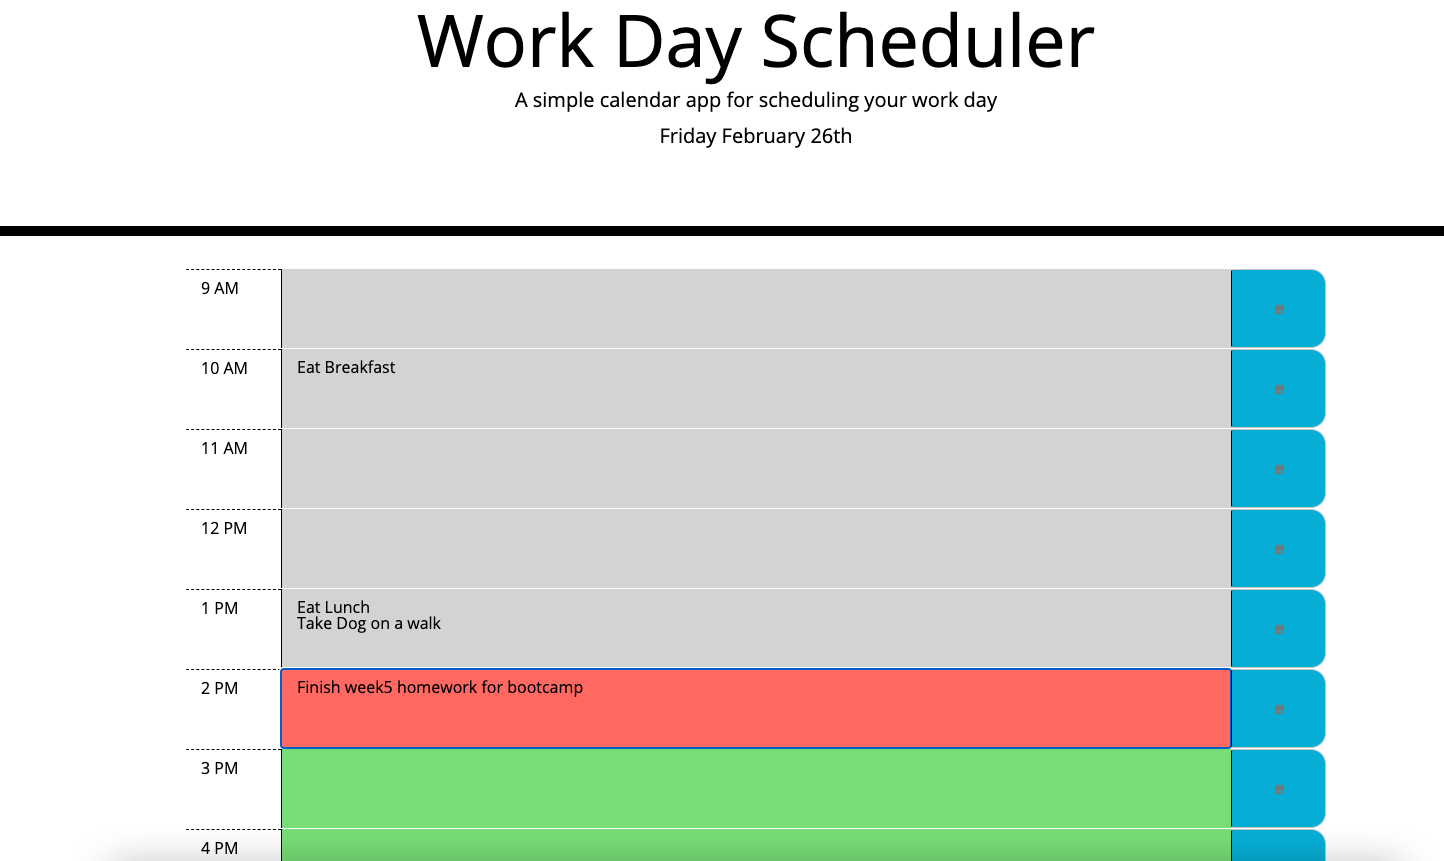 Work Day Scheduler
A simple calendar app for scheduling your work day
Friday February 26th
9 AM
10 AM
Eat Breakfast
11 AM
12 PM
1 PM
Eat Lunch
Take Dog on a walk
2 PM
Finish week5 homework for bootcamp
3 PM
4 PM